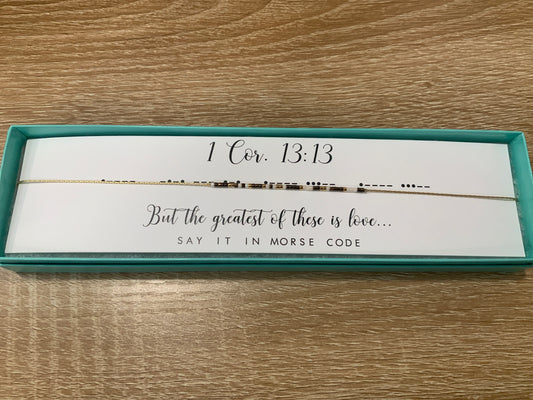 1 Cor. 13:13
But the greatest of these is love...
SAY IT IN MORSE CODE